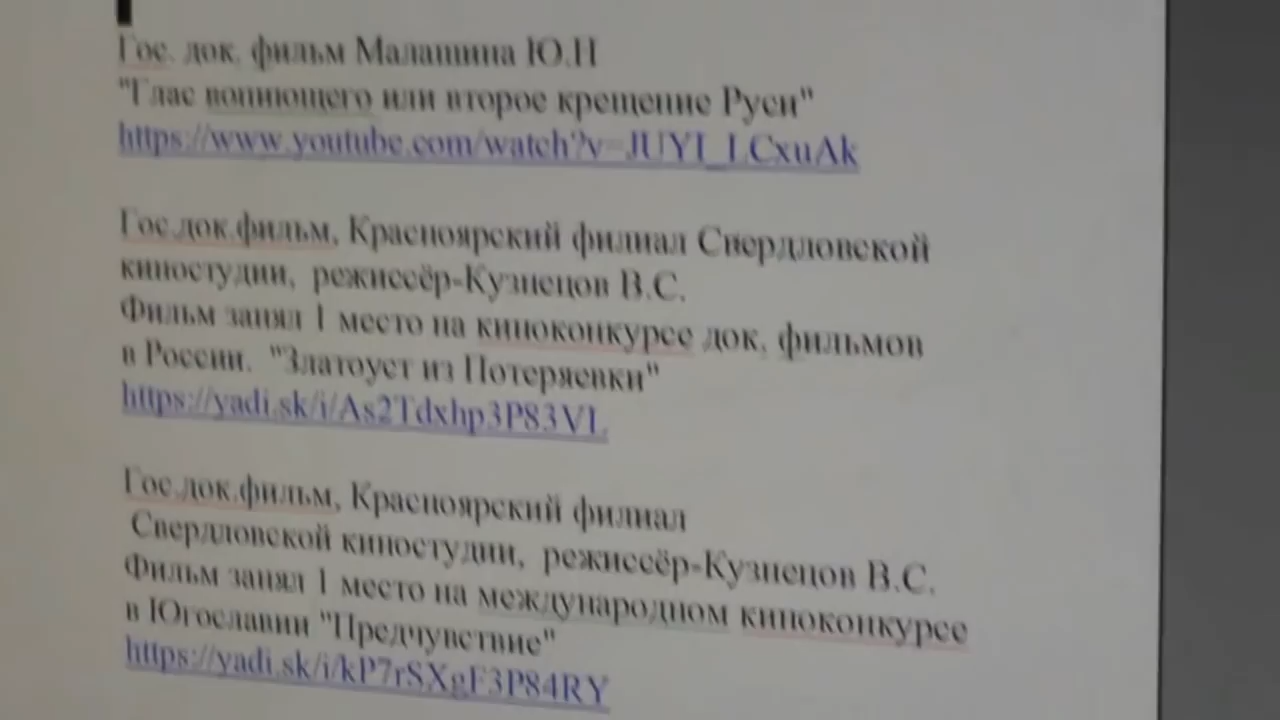 Гос. док. фильм Малашина Ю.Н
"Глас вопиющего или второе крещение Руси"
https://www.youtube.com/watch?v=JUYI_LCxuAk
Гос.док.фильм, Красноярский филиал Свердловской
киностудии, режиссёр-Кузнецов В.С.
Фильм занял 1 место на киноконкурсе док. фильмов
в России. "Златоуст из Потеряевки"
https://yadi.sk/i/As2Tdxhp3P83VL
Гос.док.фильм, Красноярский филиал
Свердловской киностудии, режиссёр-Кузнецов В.С.
Фильм занял 1 место на международном киноконкурсе
в Югославии "Предчувствие"
https://yadi.sk/i/kP7rSXgF3P84RY